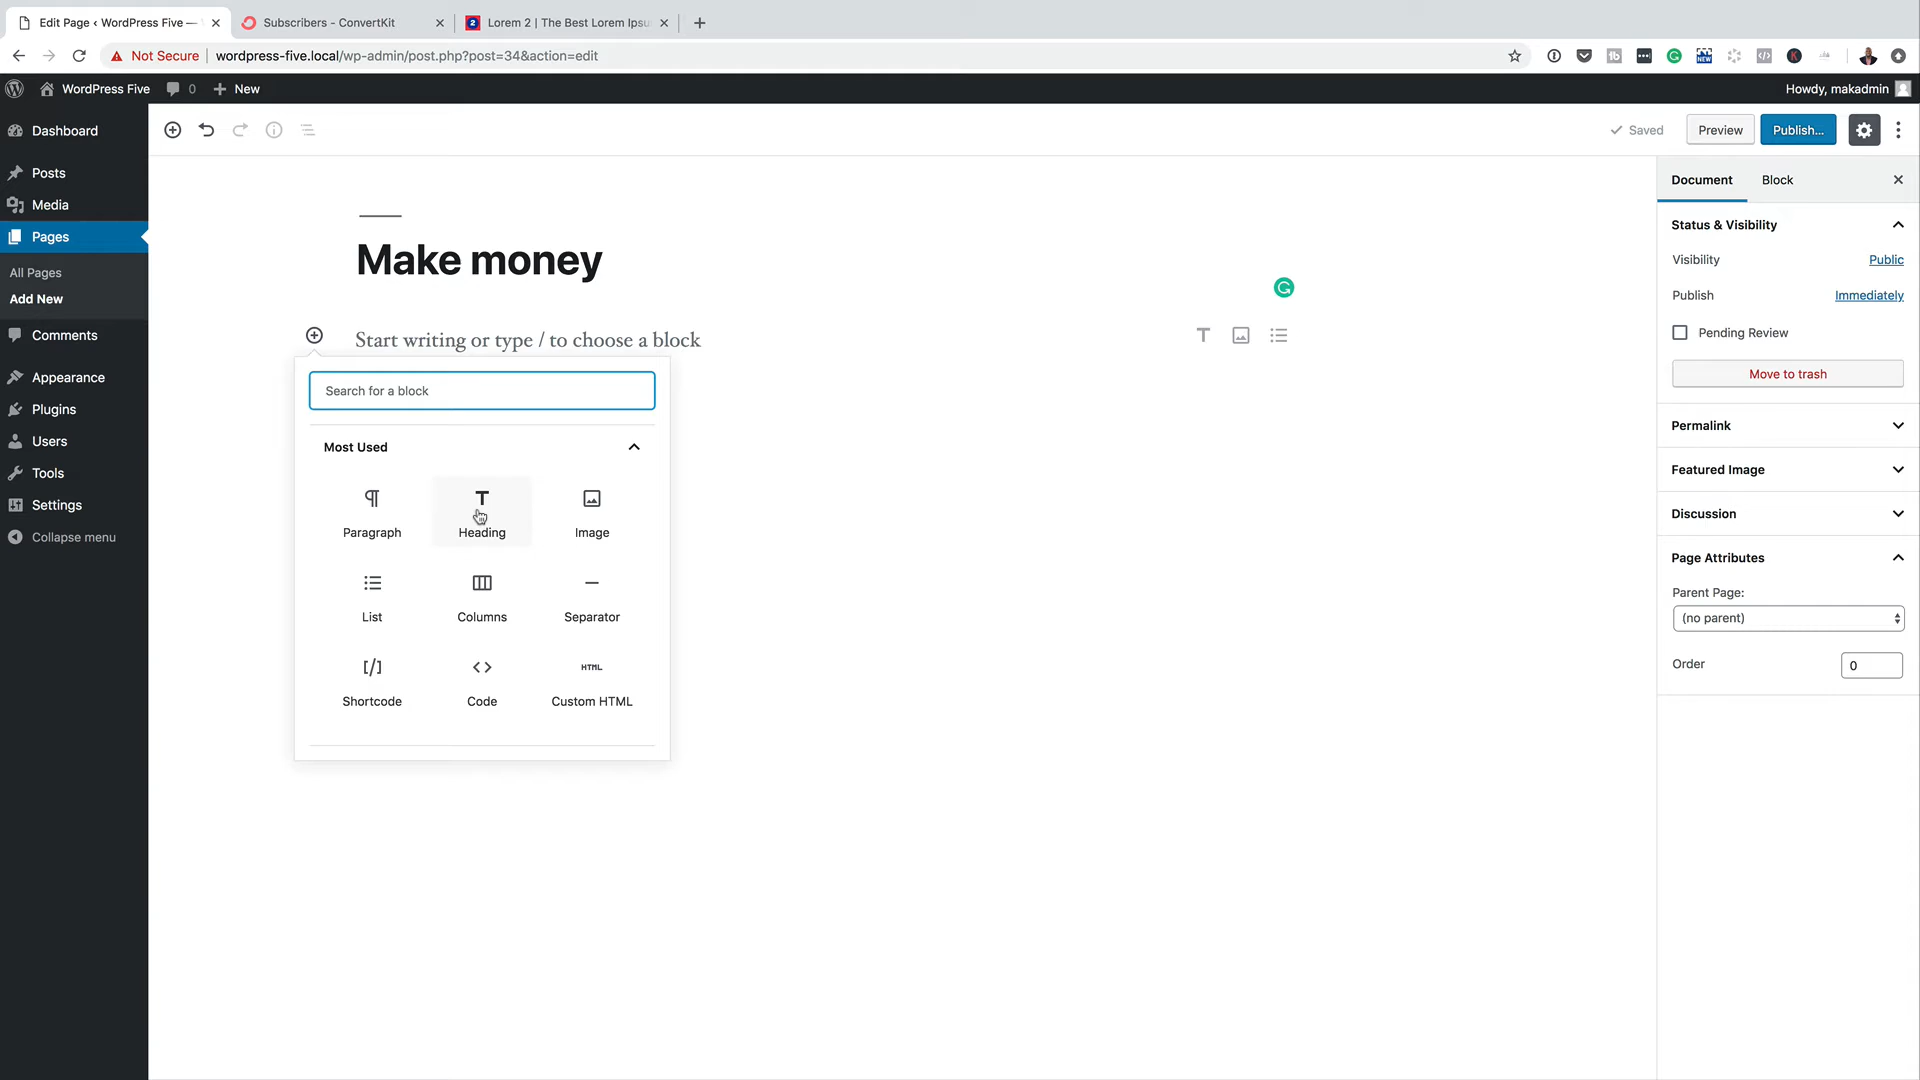 Edit Page ‹ WordPress Five —
Subscribers - ConvertKit
Lorem 2 | The Best Lorem Ipsu
Not Secure
wordpress-five.local/wp-admin/post.php?post=34&action=edit
WordPress Five
0
New
Howdy, makadmin
Dashboard
Posts
Media
Pages
All Pages
Add New
Comments
Appearance
Plugins
Users
Tools
Settings
Collapse menu
Saved
Preview
Publish...
Make money
Start writing or type / to choose a block
Search for a block
Most Used
Paragraph
Heading
Image
List
Columns
Separator
Shortcode
Code
HTML
Custom HTML
Document
Block
Status & Visibility
Visibility
Public
Publish
Immediately
Pending Review
Move to trash
Permalink
Featured Image
Discussion
Page Attributes
Parent Page:
(no parent)
Order
0